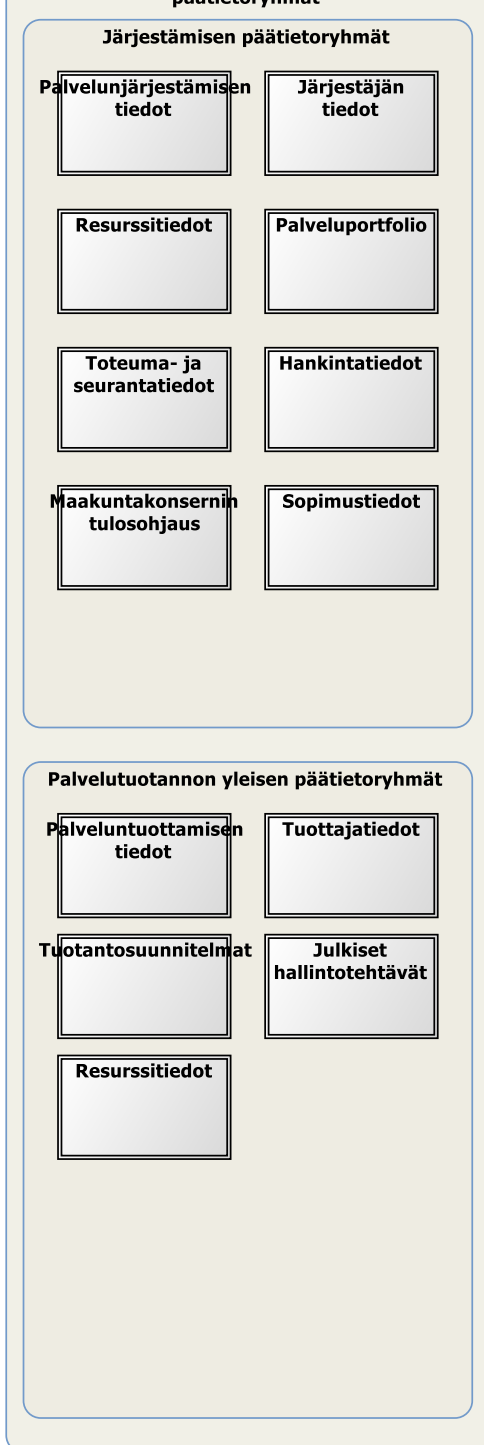 päätietoryhmät
Järjestämisen päätietoryhmät
Palvelunjärjestämisen
tiedot
Järjestäjän
tiedot
Resurssitiedot
Palveluportfolio
Toteuma- ja
seurantatiedot
Hankintatiedot
Maakuntakonsernin
tulosohjaus
Sopimustiedot
Palvelutuotannon yleisen päätietoryhmät
Palveluntuottamisen
tiedot
Tuottajatiedot
Tuotantosuunnitelmat
Julkiset
hallintotehtävät
Resurssitiedot